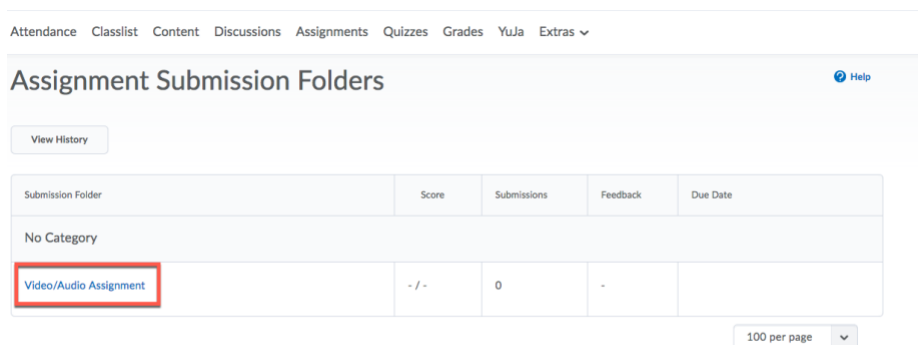 Attendance Classlist Content Discussions Assignments Quizzes Grades YuJa Extras
Assignment Submission Folders
Help
View History
Submission Folder Score Submissions Feedback Due Date
No Category
Video/Audio Assignment - / - 0 -
100 per page